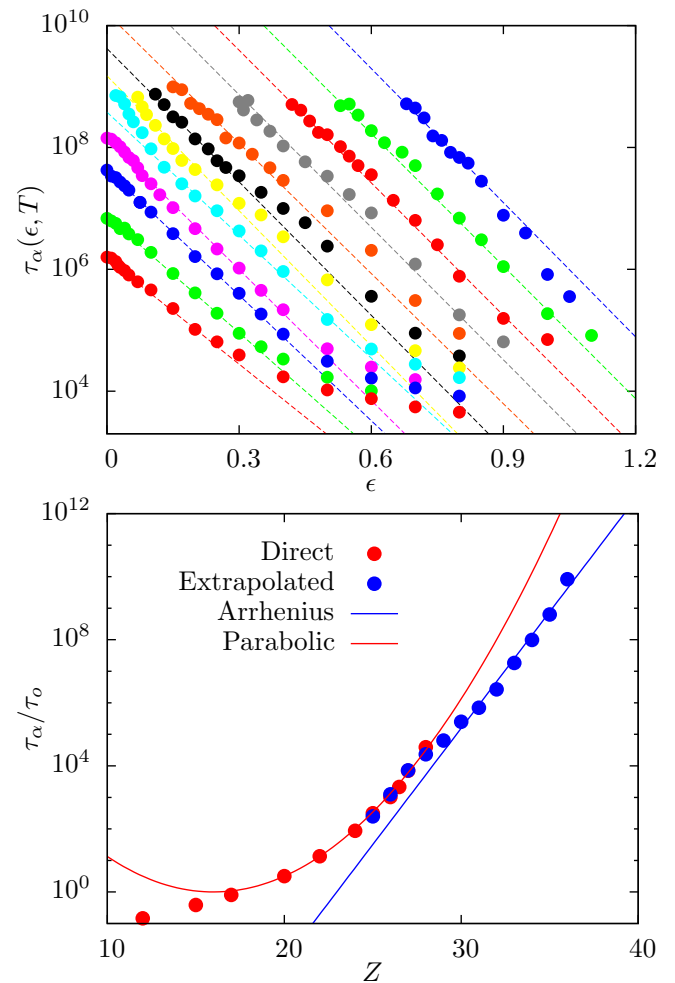 10^10
10^8
10^6
10^4
τ_α(ϵ, T)
0 0.3 0.6 0.9 1.2
ϵ
10^12
10^8
10^4
10^0
τ_α/τ_o
Direct
Extrapolated
Arrhenius
Parabolic
10 20 30 40
Z